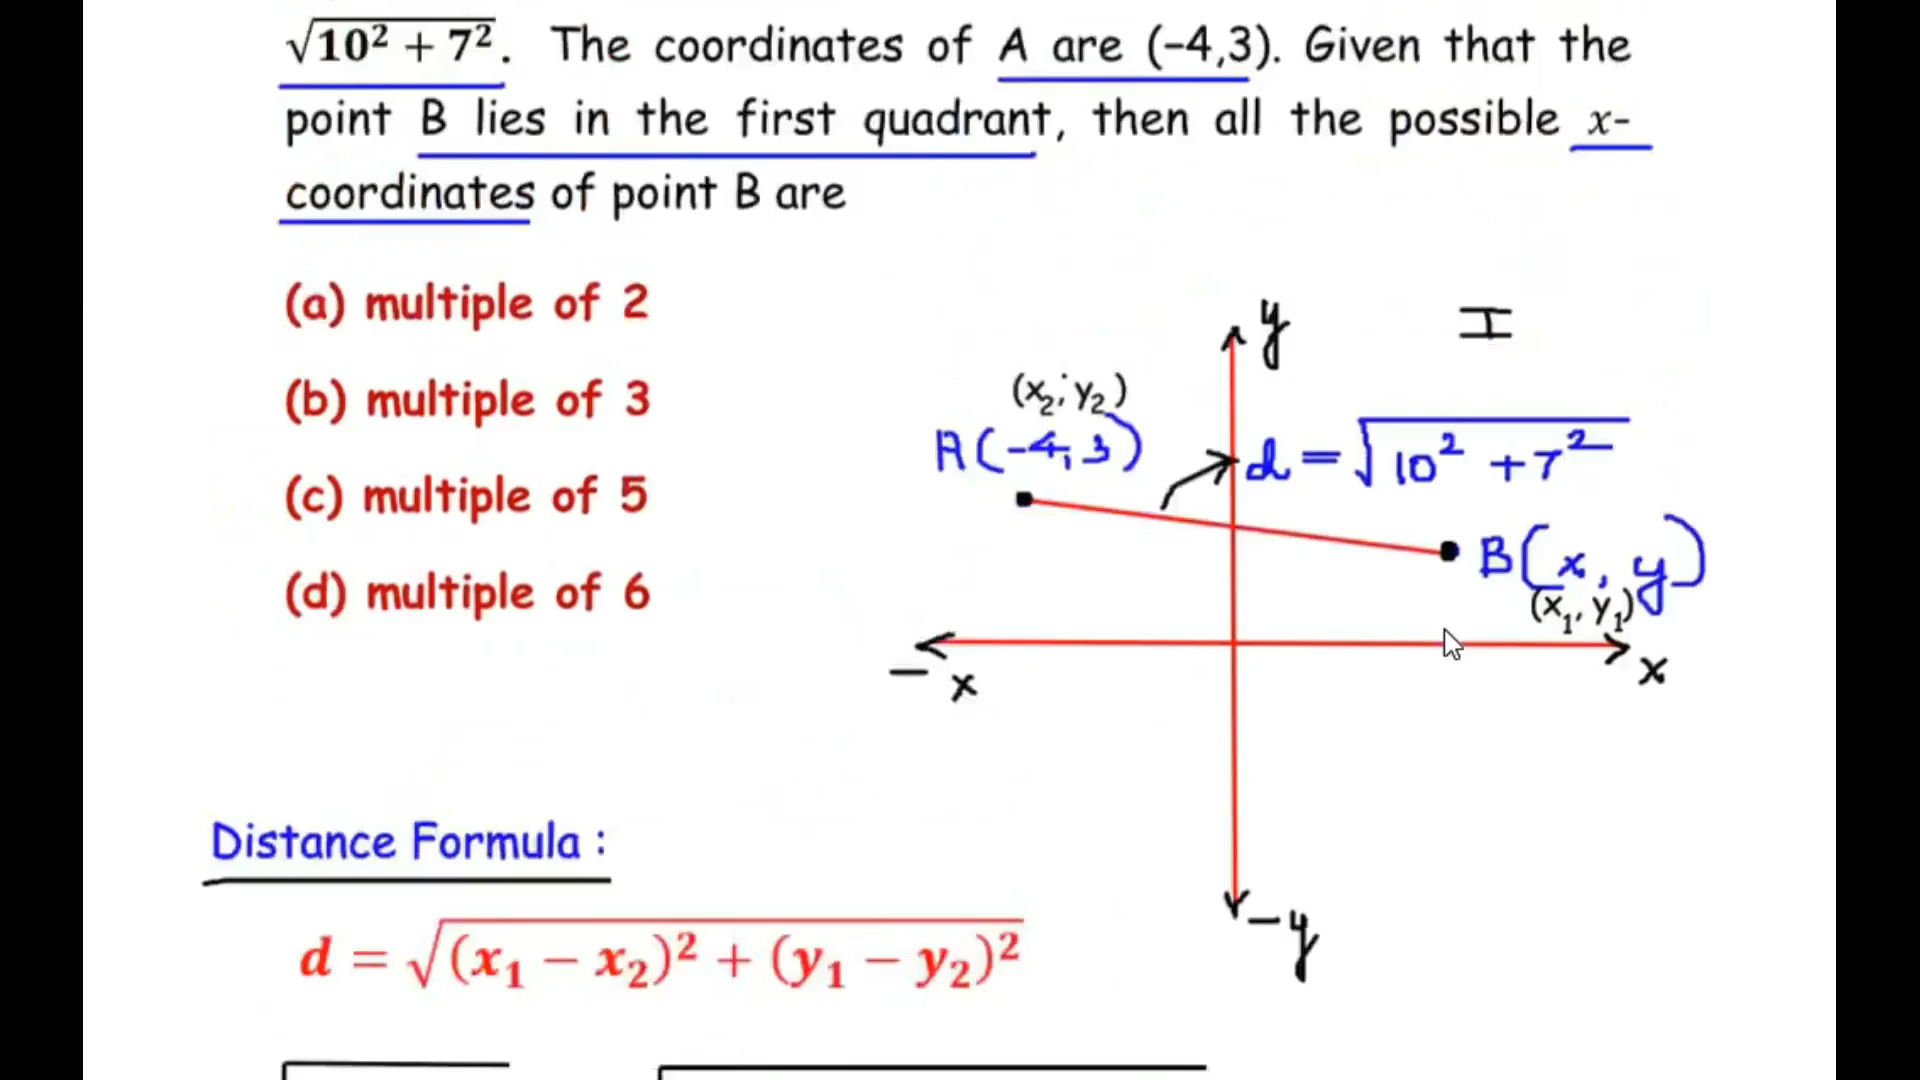 √10² + 7². The coordinates of A are (-4,3). Given that the
point B lies in the first quadrant, then all the possible x-
coordinates of point B are
(a) multiple of 2
(b) multiple of 3
(c) multiple of 5
(d) multiple of 6
y
I
(x₂, y₂)
A(-4, 3)
d = √10² + 7²
B(x, y)
(x₁, y₁)
- x
x
-y
Distance Formula :
d = √(x₁ − x₂)² + (y₁ − y₂)²